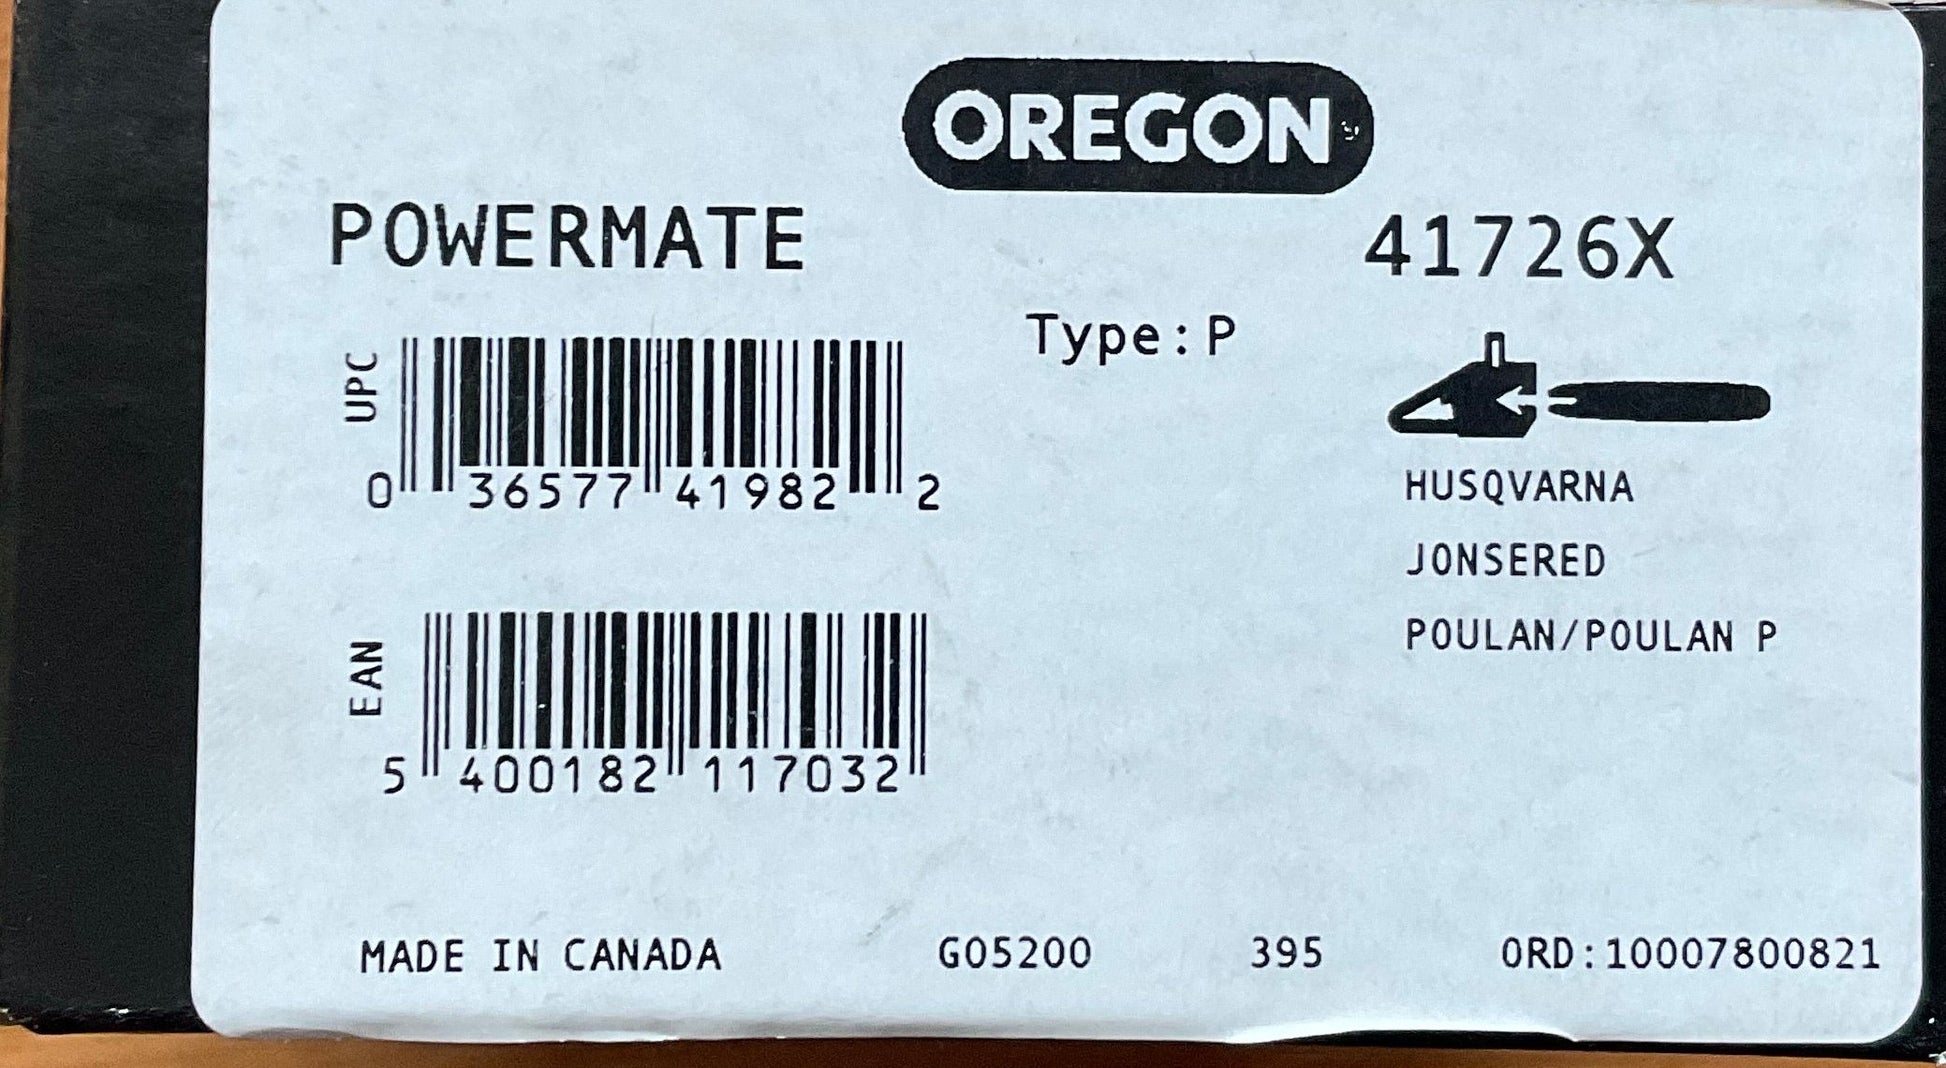 OREGON
POWERMATE
41726X
Type:P
UPC
0 36577 41982 2
HUSQVARNA
JONSERED
POULAN/POULAN P
EAN
5 400182 117032
MADE IN CANADA
G05200
395
ORD:10007800821